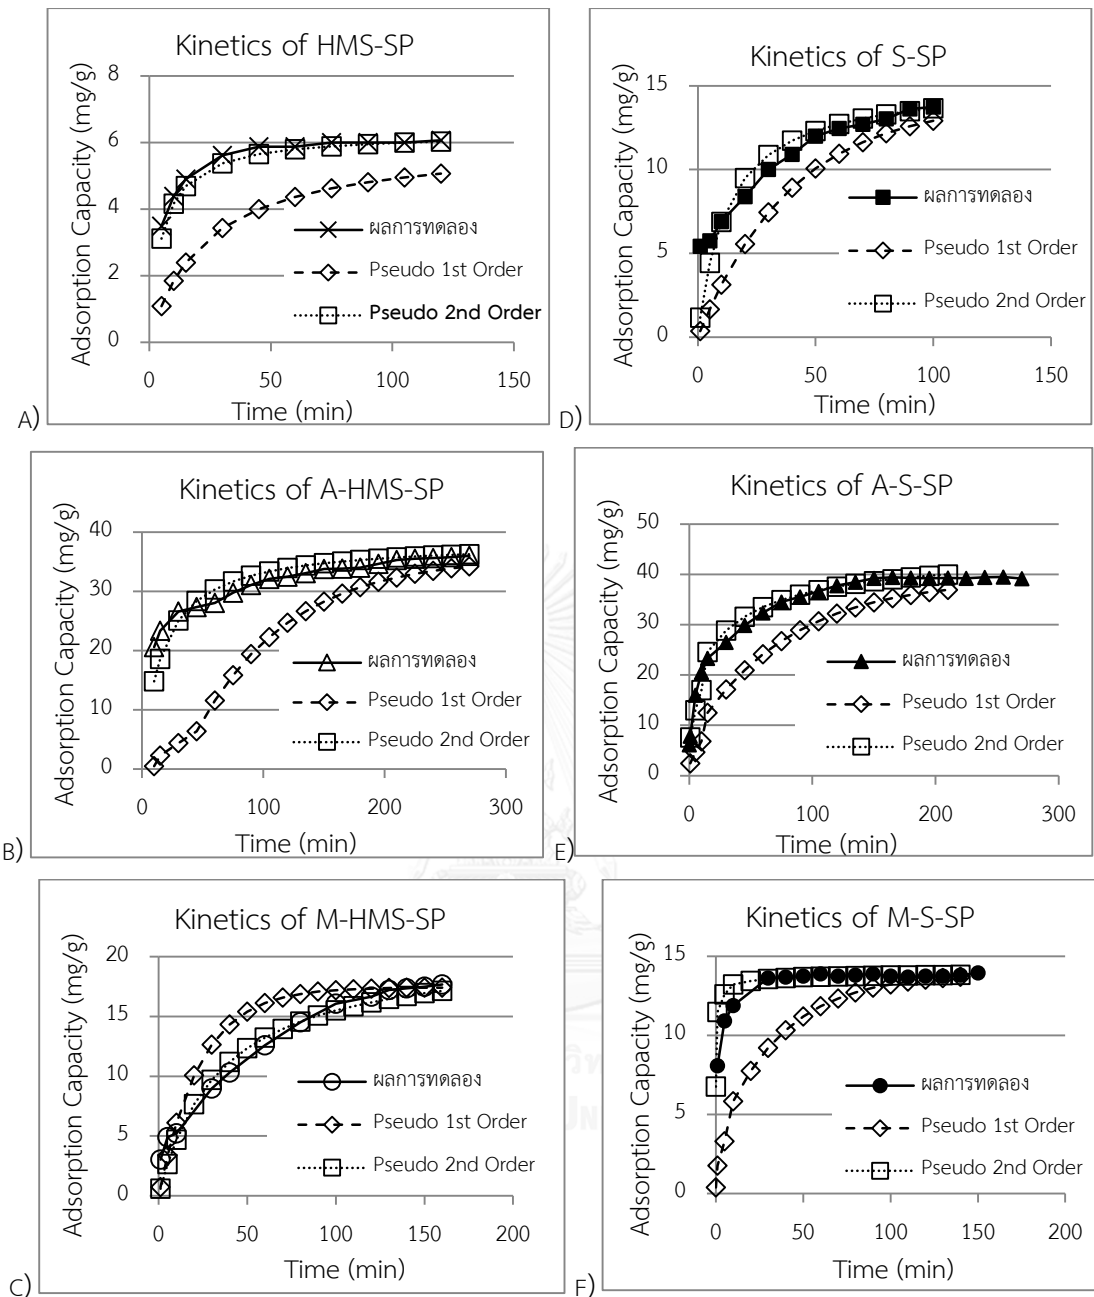 Kinetics of HMS-SP
Adsorption Capacity (mg/g)
8
6
4
2
0
ผลการทดลอง
Pseudo 1st Order
Pseudo 2nd Order
0 50 100 150
Time (min)
A)
Kinetics of S-SP
Adsorption Capacity (mg/g)
15
10
5
0
ผลการทดลอง
Pseudo 1st Order
Pseudo 2nd Order
0 50 100 150
Time (min)
D)
Kinetics of A-HMS-SP
Adsorption Capacity (mg/g)
40
30
20
10
0
ผลการทดลอง
Pseudo 1st Order
Pseudo 2nd Order
0 100 200 300
Time (min)
B)
Kinetics of A-S-SP
Adsorption Capacity (mg/g)
50
40
30
20
10
0
ผลการทดลอง
Pseudo 1st Order
Pseudo 2nd Order
0 100 200 300
Time (min)
E)
Kinetics of M-HMS-SP
Adsorption Capacity (mg/g)
20
15
10
5
0
ผลการทดลอง
Pseudo 1st Order
Pseudo 2nd Order
0 50 100 150 200
Time (min)
C)
Kinetics of M-S-SP
Adsorption Capacity (mg/g)
15
10
5
0
ผลการทดลอง
Pseudo 1st Order
Pseudo 2nd Order
0 50 100 150 200
Time (min)
F)